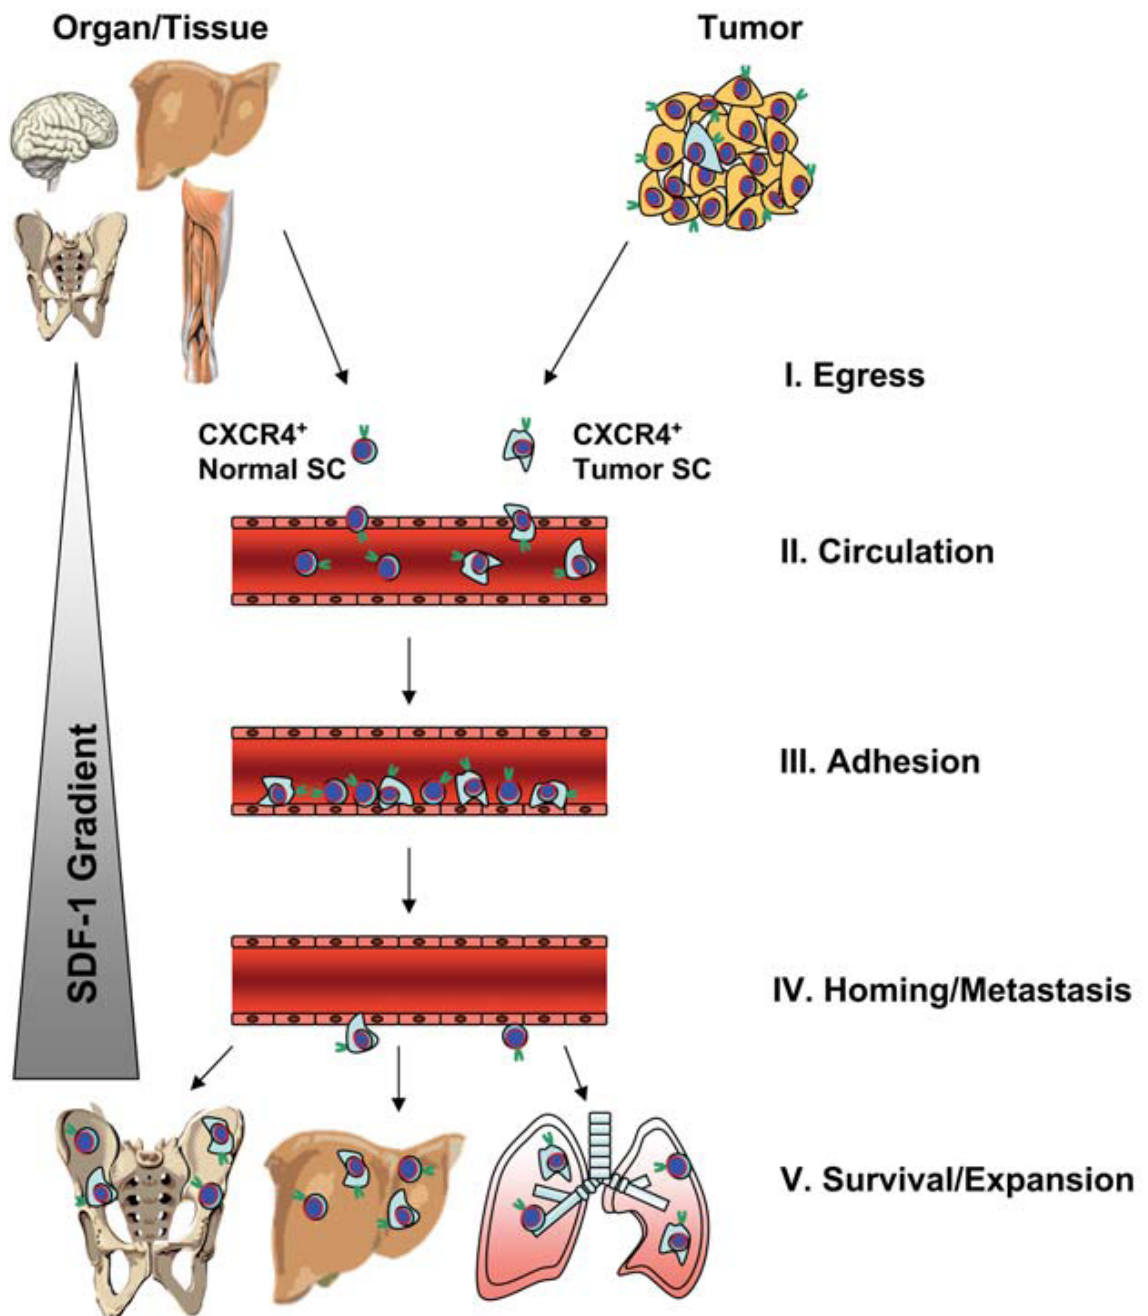 Organ/Tissue
Tumor
I. Egress
CXCR4⁺
Normal SC
CXCR4⁺
Tumor SC
II. Circulation
III. Adhesion
SDF-1 Gradient
IV. Homing/Metastasis
V. Survival/Expansion